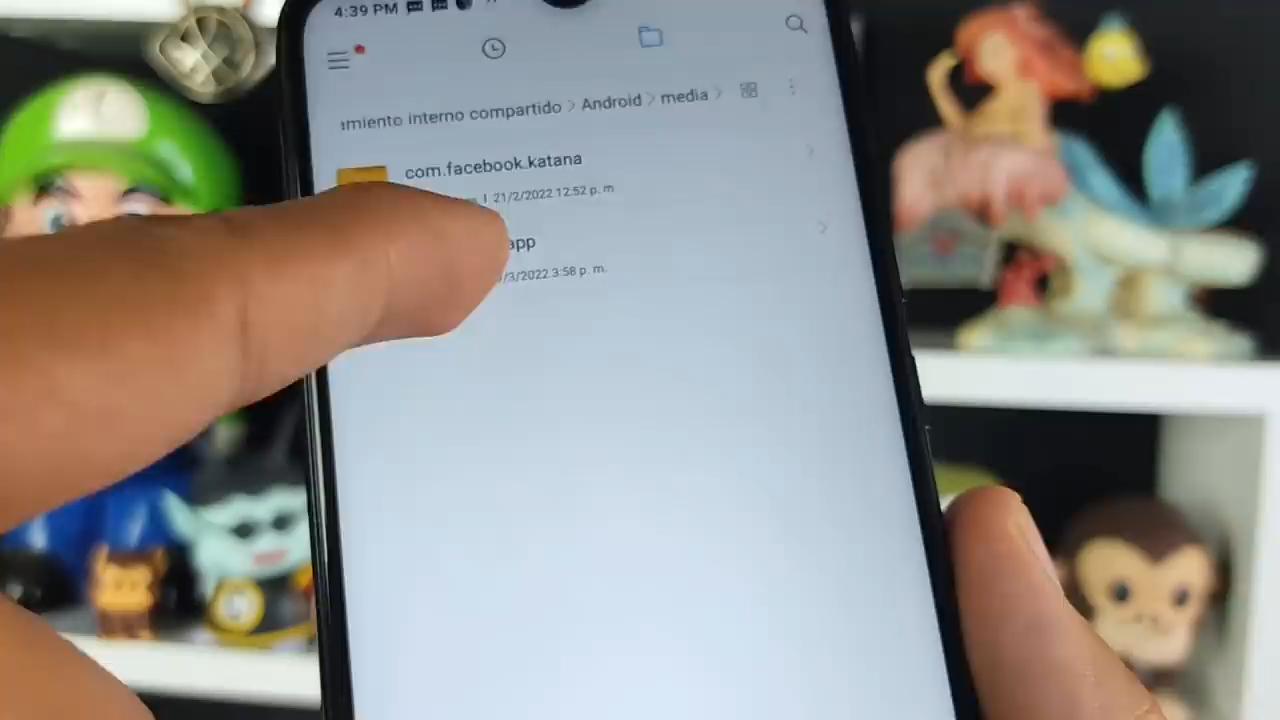 4:39 PM
miento interno compartido > Android > media >
com.facebook.katana
21/2/2022 12:52 p. m
app
/3/2022 3:58 p. m.